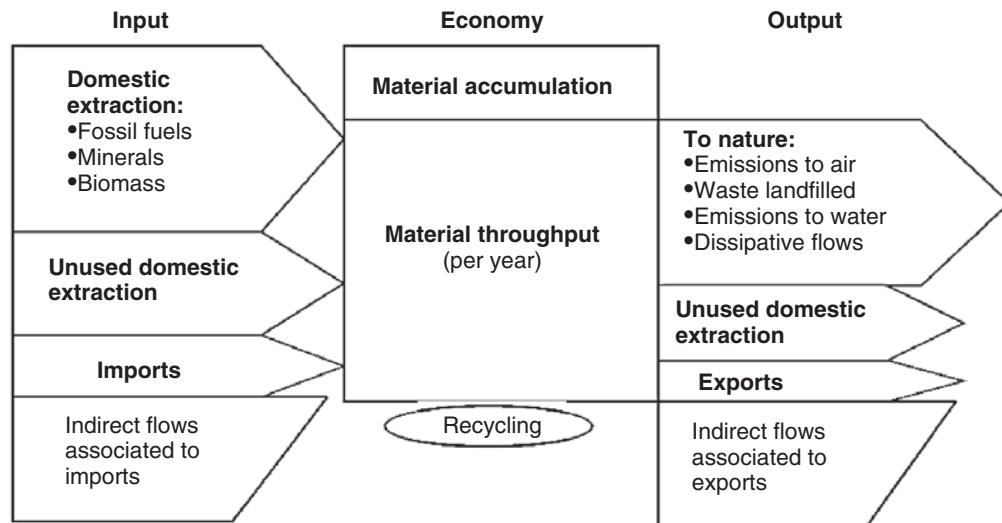 Input
Economy
Output
Domestic
extraction:
•Fossil fuels
•Minerals
•Biomass
Unused domestic
extraction
Imports
Indirect flows
associated to
imports
Material accumulation
Material throughput
(per year)
Recycling
To nature:
•Emissions to air
•Waste landfilled
•Emissions to water
•Dissipative flows
Unused domestic
extraction
Exports
Indirect flows
associated to
exports